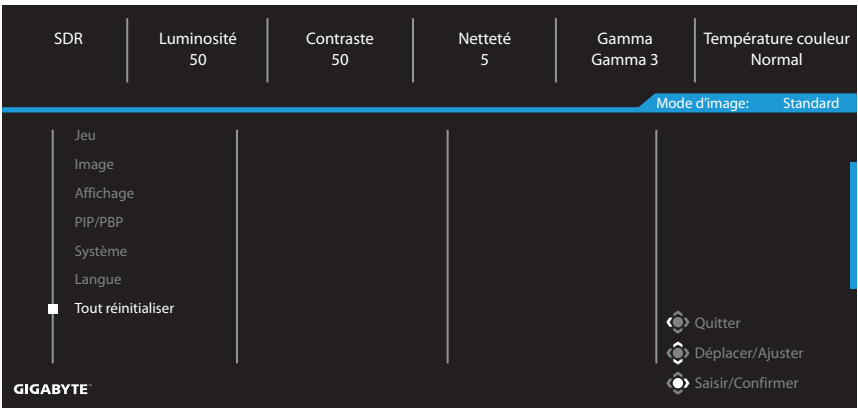 SDR
Luminosité
50
Contraste
50
Netteté
5
Gamma
Gamma 3
Température couleur
Normal
Mode d'image: Standard
Jeu
Image
Affichage
PIP/PBP
Système
Langue
Tout réinitialiser
Quitter
Déplacer/Ajuster
Saisir/Confirmer
GIGABYTE™